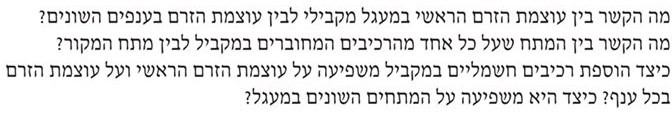 מה הקשר בין עוצמת הזרם הראשי במעגל מקבילי לבין עוצמת הזרם בענפים השונים?
מה הקשר בין המתח שעל כל אחד מהרכיבים המחוברים במקביל לבין מתח המקור?
כיצד הוספת רכיבים חשמליים במקביל משפיעה על עוצמת הזרם הראשי ועל עוצמת הזרם
בכל ענף? כיצד היא משפיעה על המתחים השונים במעגל?